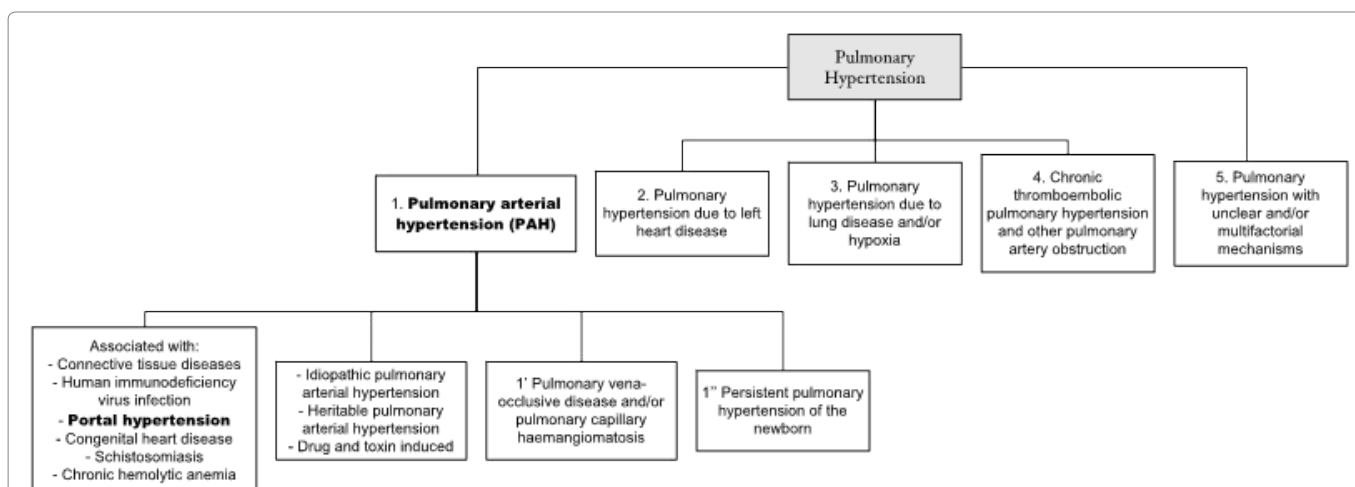 Pulmonary
Hypertension
1. Pulmonary arterial
hypertension (PAH)
2. Pulmonary
hypertension due to left
heart disease
3. Pulmonary
hypertension due to
lung disease and/or
hypoxia
4. Chronic
thromboembolic
pulmonary hypertension
and other pulmonary
artery obstruction
5. Pulmonary
hypertension with
unclear and/or
multifactorial
mechanisms
Associated with:
- Connective tissue diseases
- Human immunodeficiency
virus infection
- Portal hypertension
- Congenital heart disease
- Schistosomiasis
- Chronic hemolytic anemia
- Idiopathic pulmonary
arterial hypertension
- Heritable pulmonary
arterial hypertension
- Drug and toxin induced
1' Pulmonary vena-
occlusive disease and/or
pulmonary capillary
haemangiomatosis
1'' Persistent pulmonary
hypertension of the
newborn